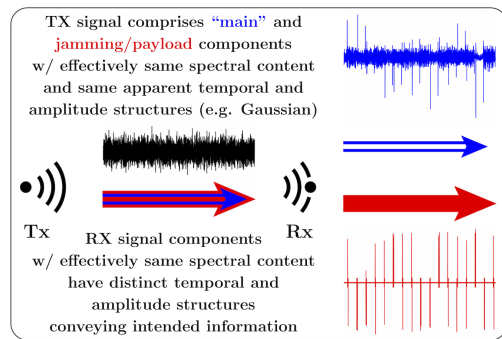 TX signal comprises “main” and
jamming/payload components
w/ effectively same spectral content
and same apparent temporal and
amplitude structures (e.g. Gaussian)
Tx
Rx
RX signal components
w/ effectively same spectral content
have distinct temporal and
amplitude structures
conveying intended information